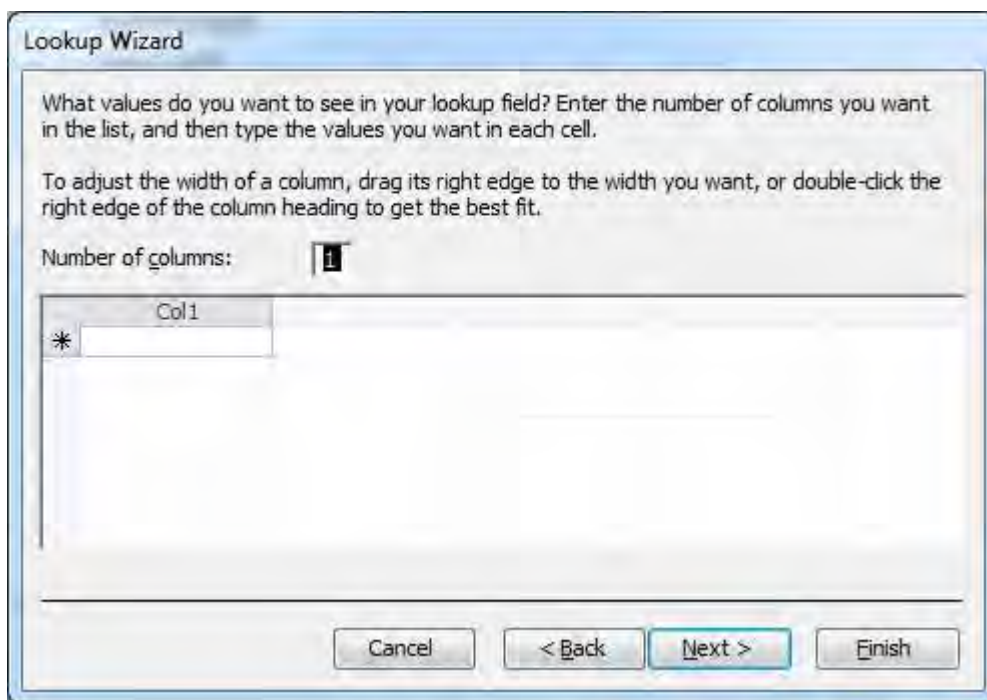 Lookup Wizard
What values do you want to see in your lookup field? Enter the number of columns you want
in the list, and then type the values you want in each cell.
To adjust the width of a column, drag its right edge to the width you want, or double-click the
right edge of the column heading to get the best fit.
Number of columns: 1
Col1
*
Cancel < Back Next > Finish